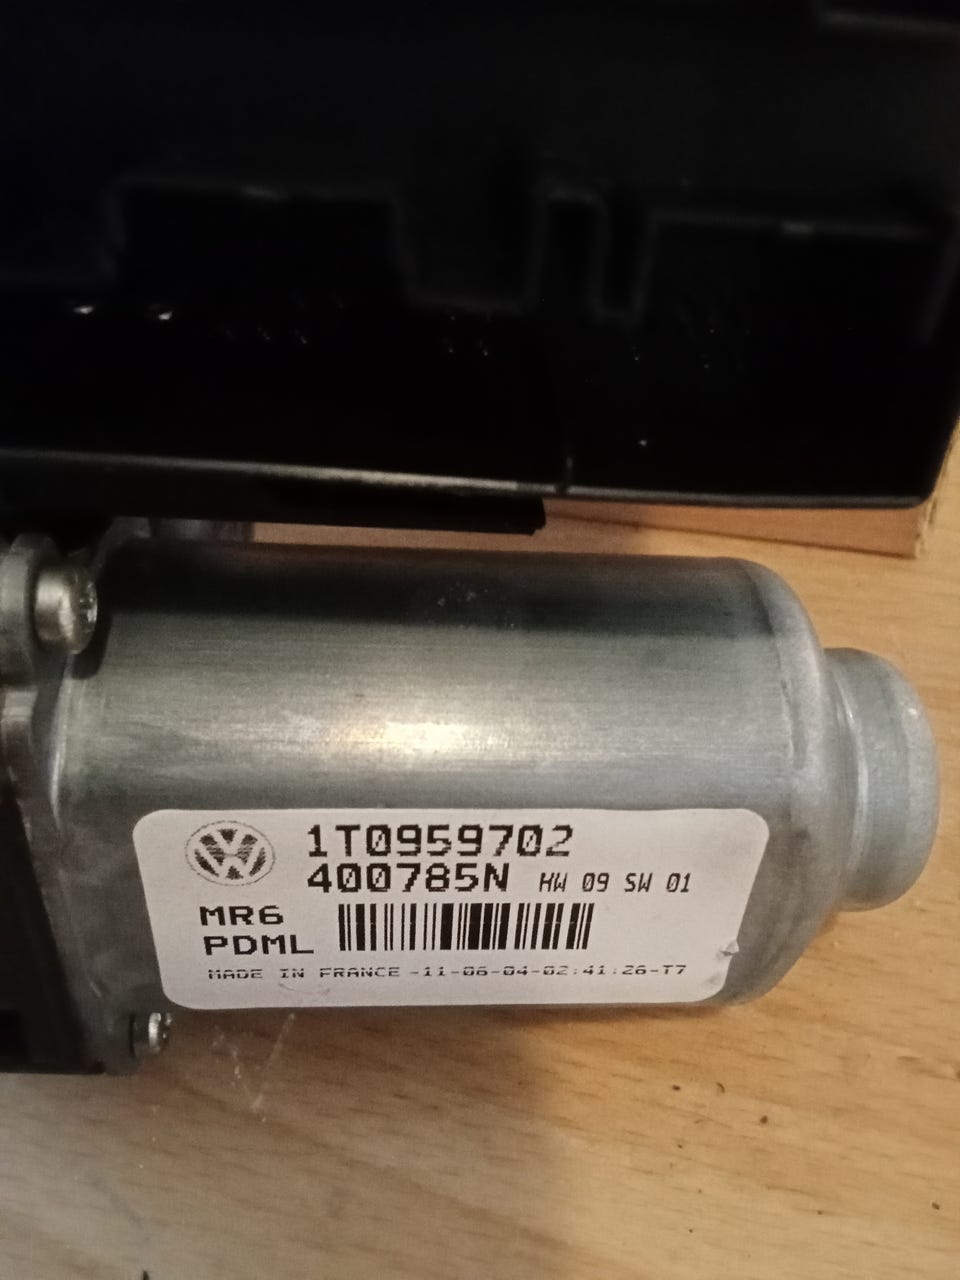 1T0959702
400785N HW 09 SW 01
MR6
PDML
MADE IN FRANCE -11-06-04-02:41:26-T7